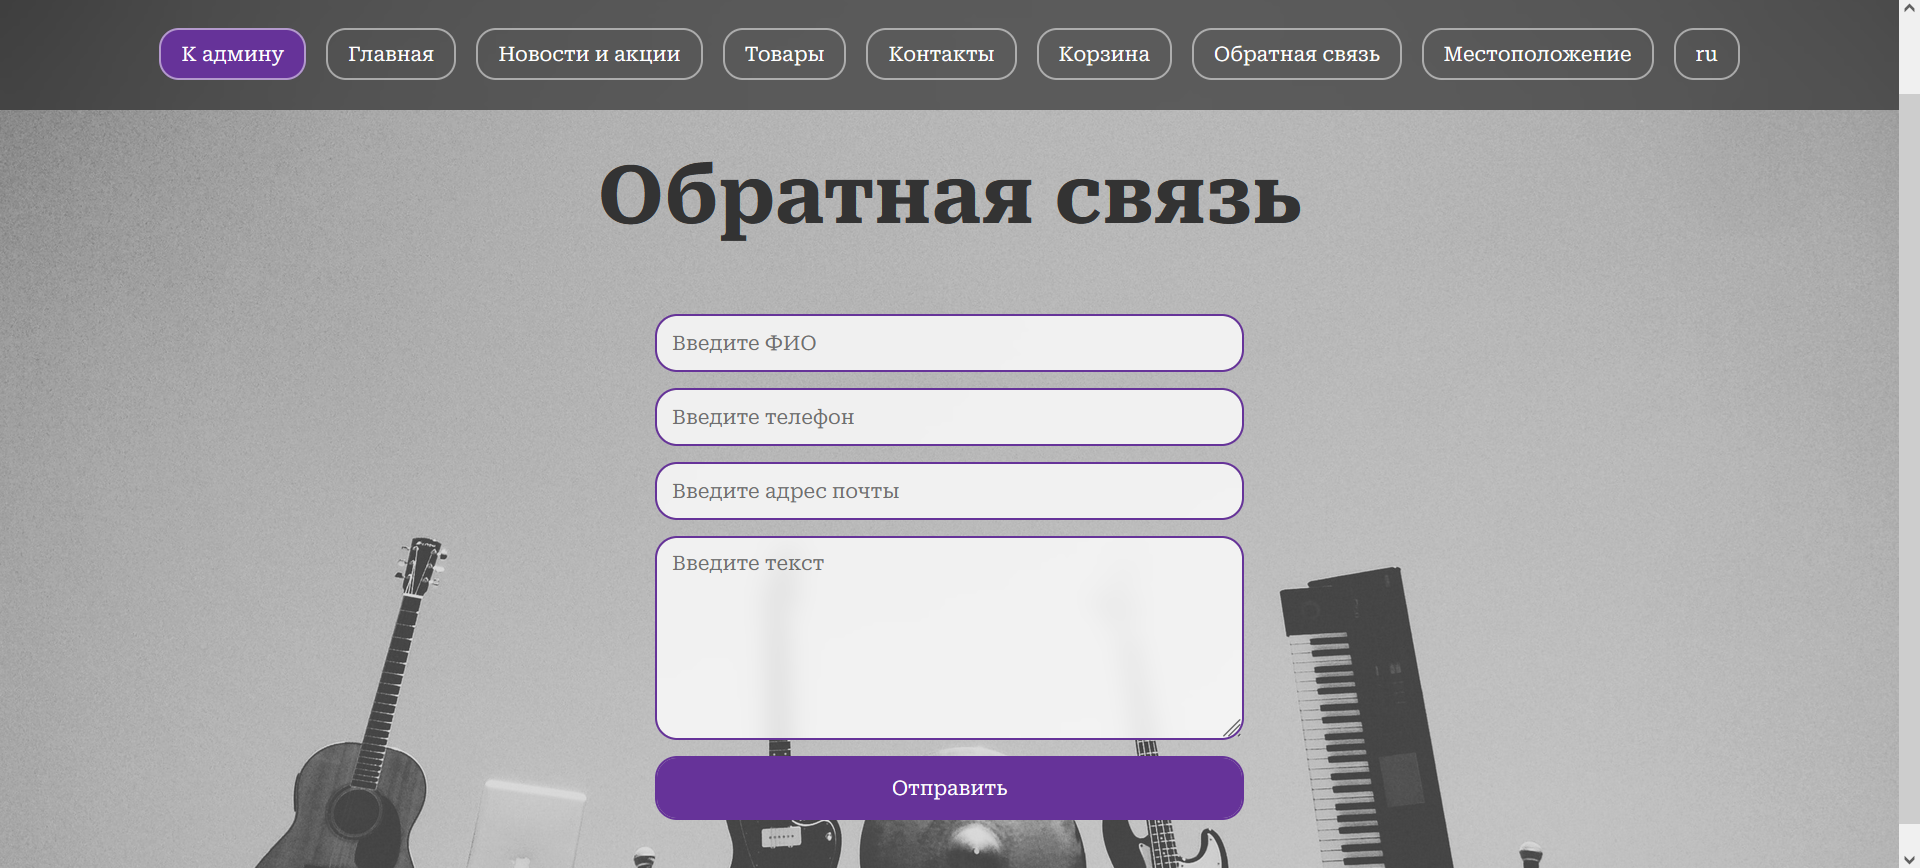 К админу
Главная
Новости и акции
Товары
Контакты
Корзина
Обратная связь
Местоположение
ru
Обратная связь
Введите ФИО
Введите телефон
Введите адрес почты
Введите текст
Отправить